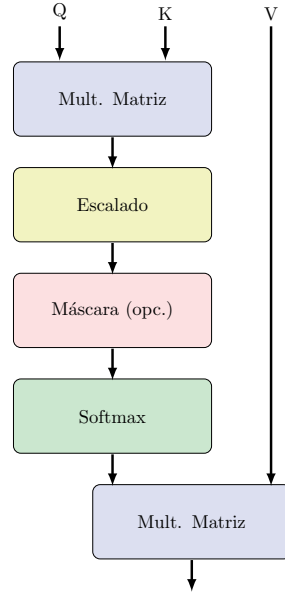 Q K V
Mult. Matriz
Escalado
Máscara (opc.)
Softmax
Mult. Matriz